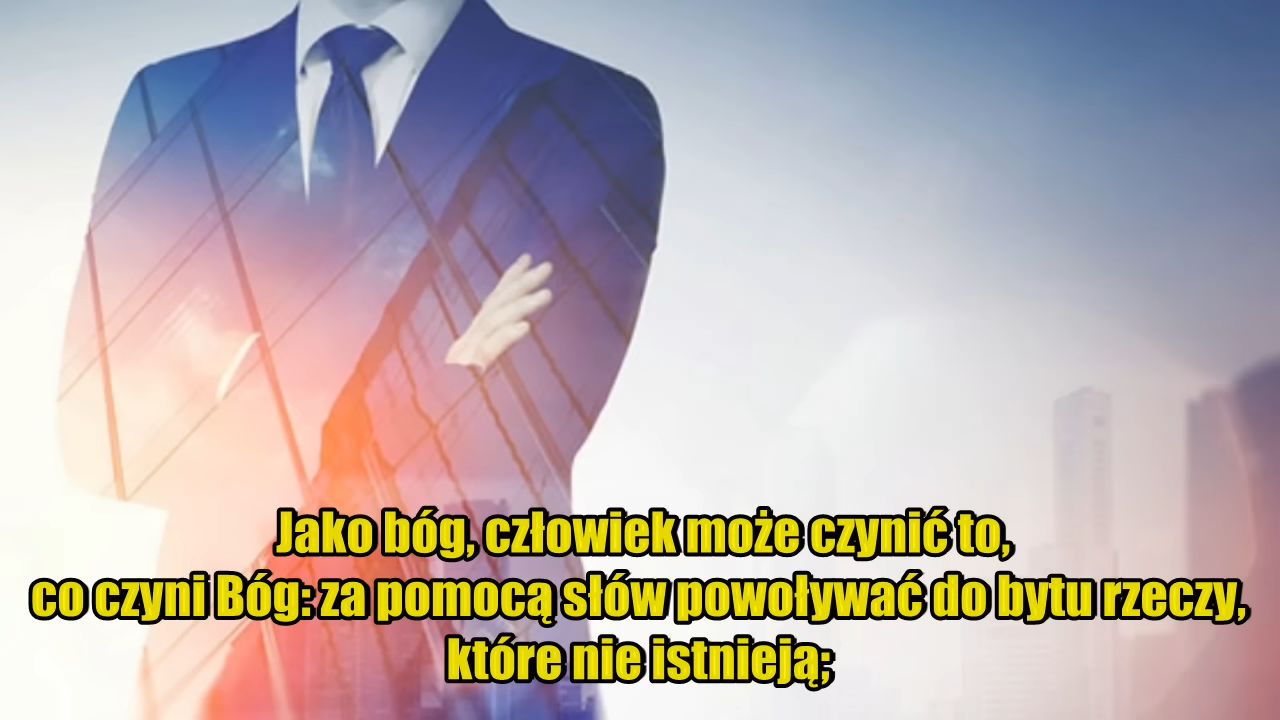 Jako bóg, człowiek może czynić to,
co czyni Bóg: za pomocą słów powoływać do bytu rzeczy,
które nie istnieją;